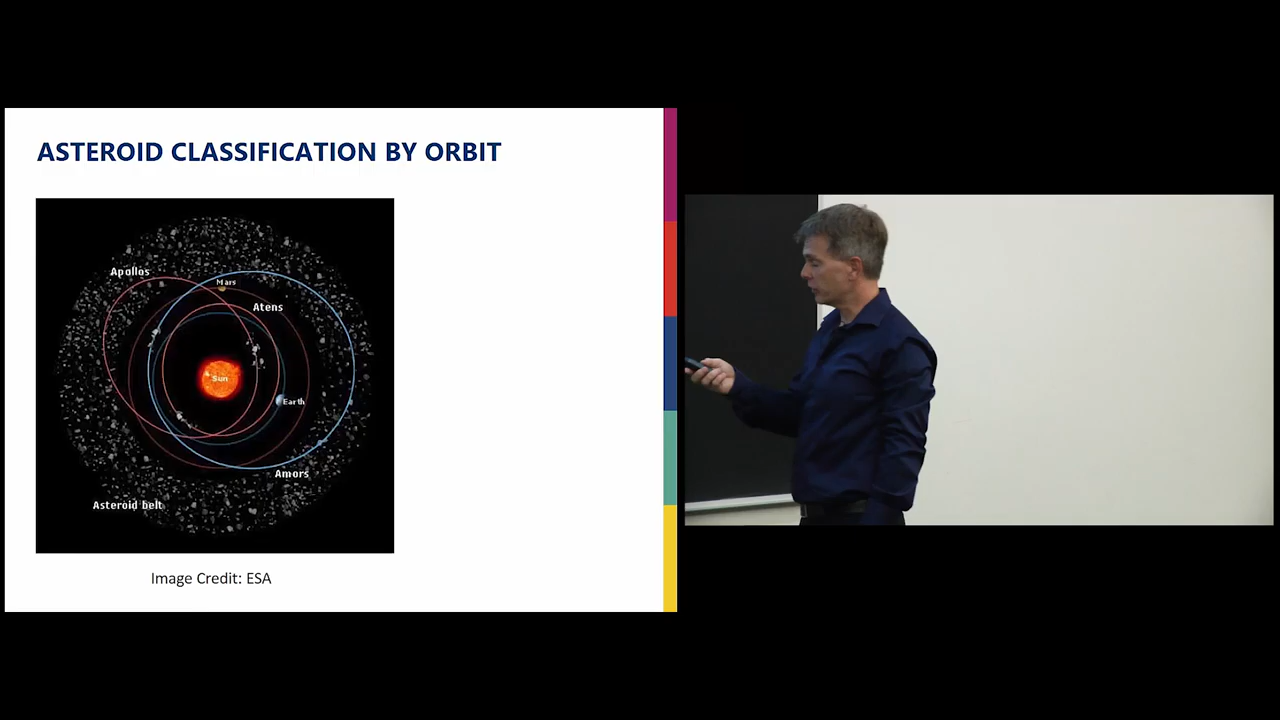 ASTEROID CLASSIFICATION BY ORBIT
Apollos
Mars
Atens
Sun
Earth
Amors
Asteroid belt
Image Credit: ESA